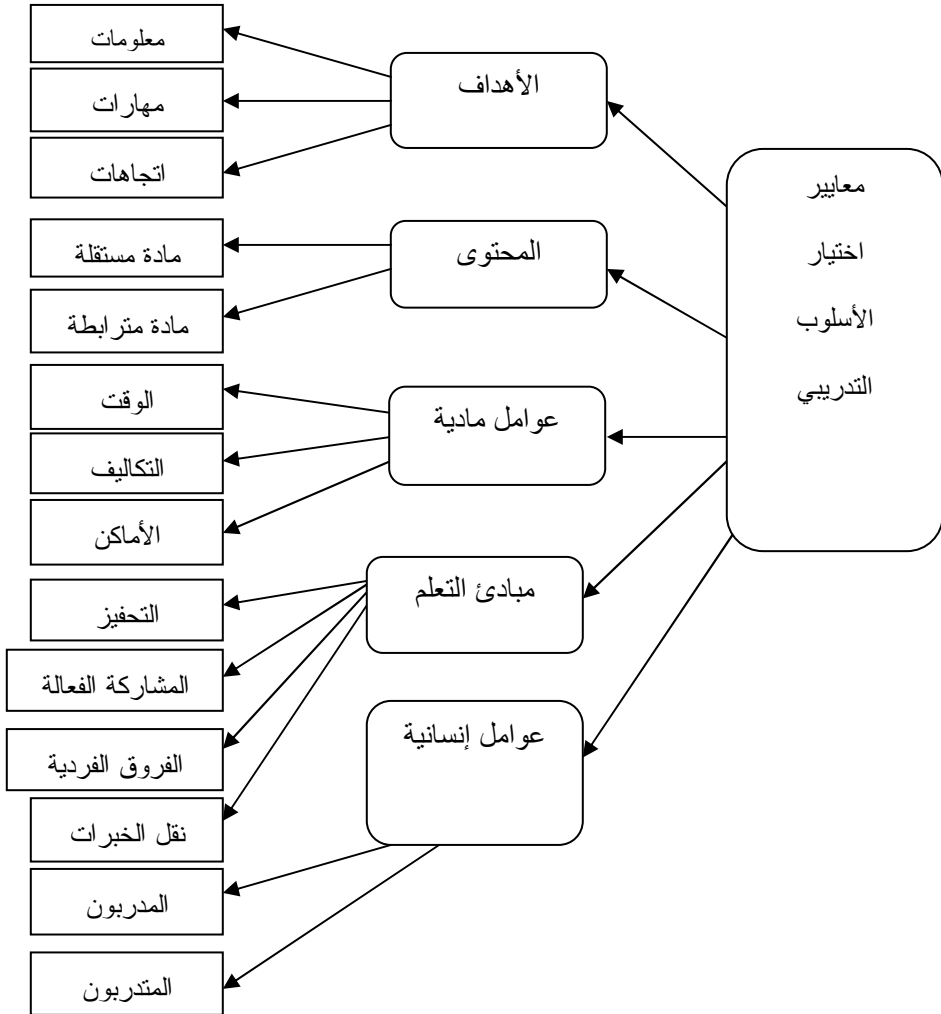 معايير
اختيار
الأسلوب
التدريبي
الأهداف
معلومات
مهارات
اتجاهات
المحتوى
مادة مستقلة
مادة مترابطة
عوامل مادية
الوقت
التكاليف
الأماكن
مبادئ التعلم
التحفيز
المشاركة الفعالة
الفروق الفردية
نقل الخبرات
عوامل إنسانية
المدربون
المتدربون